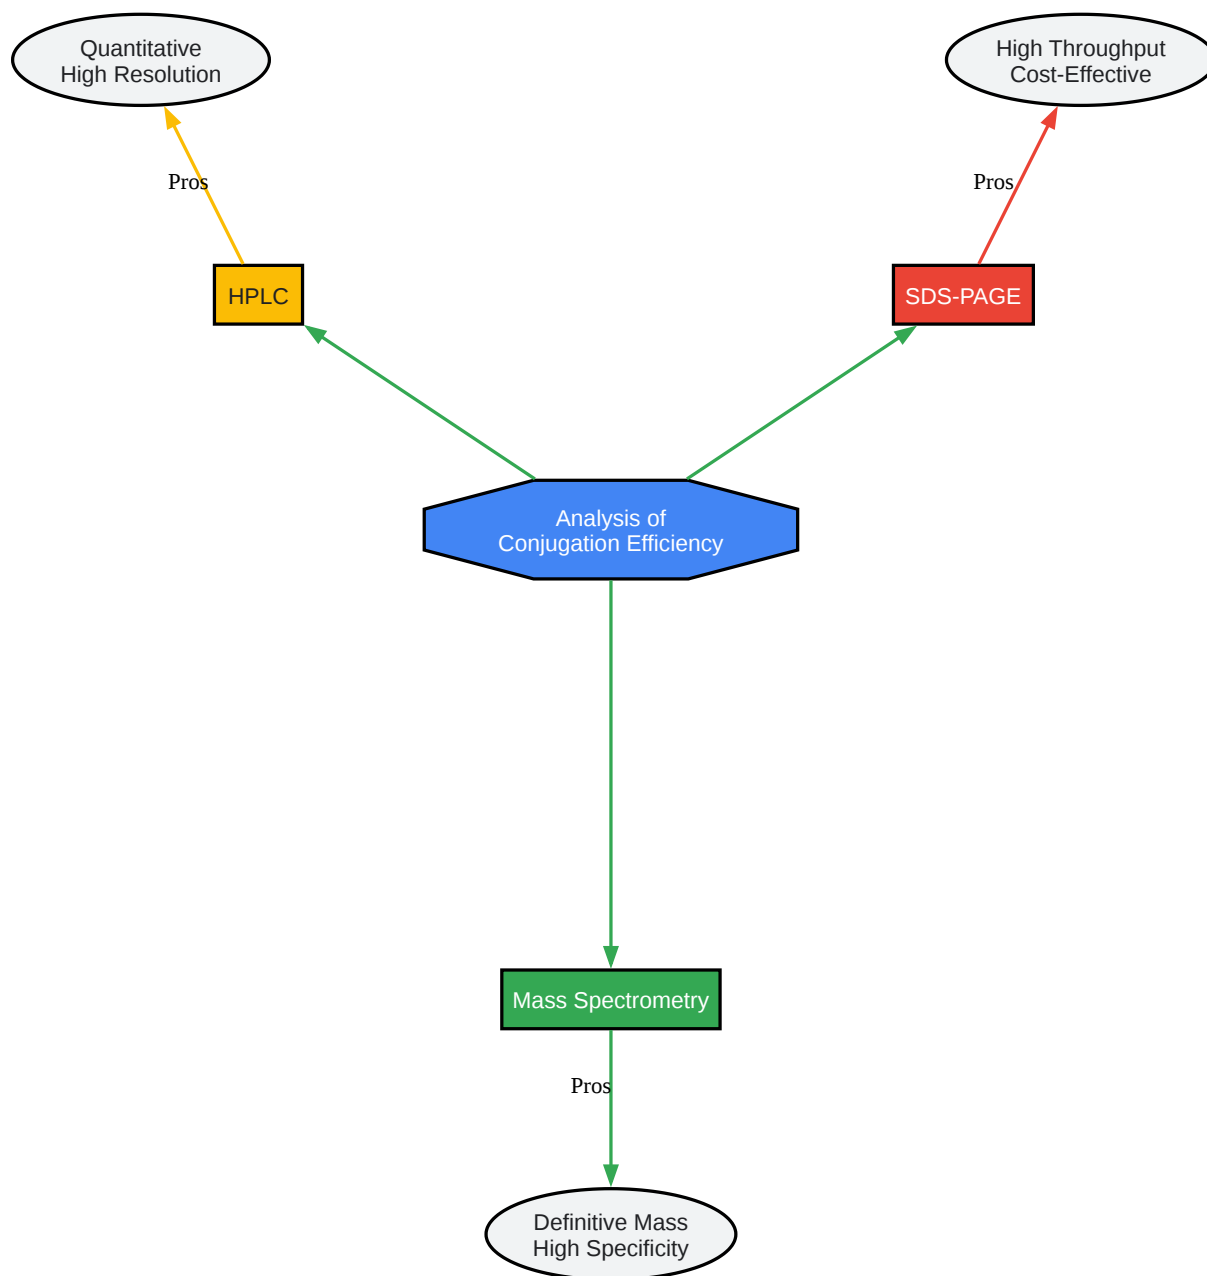 Quantitative
High Resolution
High Throughput
Cost-Effective
Pros
Pros
HPLC
SDS-PAGE
Analysis of
Conjugation Efficiency
Mass Spectrometry
Pros
Definitive Mass
High Specificity